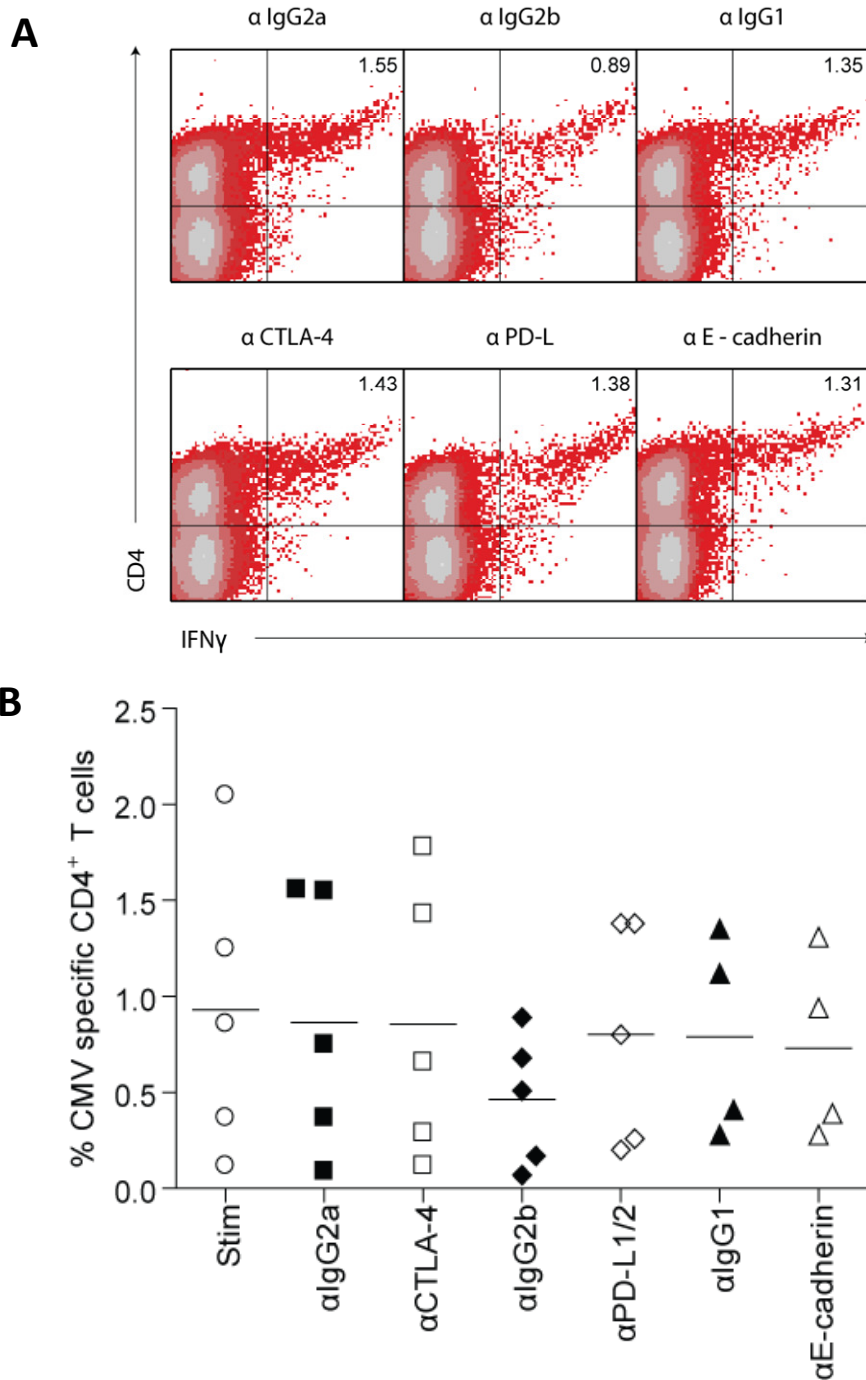 A
α IgG2a α IgG2b α IgG1
1.55 0.89 1.35
α CTLA-4 α PD-L α E - cadherin
1.43 1.38 1.31
CD4
IFNγ
B
% CMV specific CD4⁺ T cells
2.5
2.0
1.5
1.0
0.5
0.0
Stim
αIgG2a
αCTLA-4
αIgG2b
αPD-L1/2
αIgG1
αE-cadherin